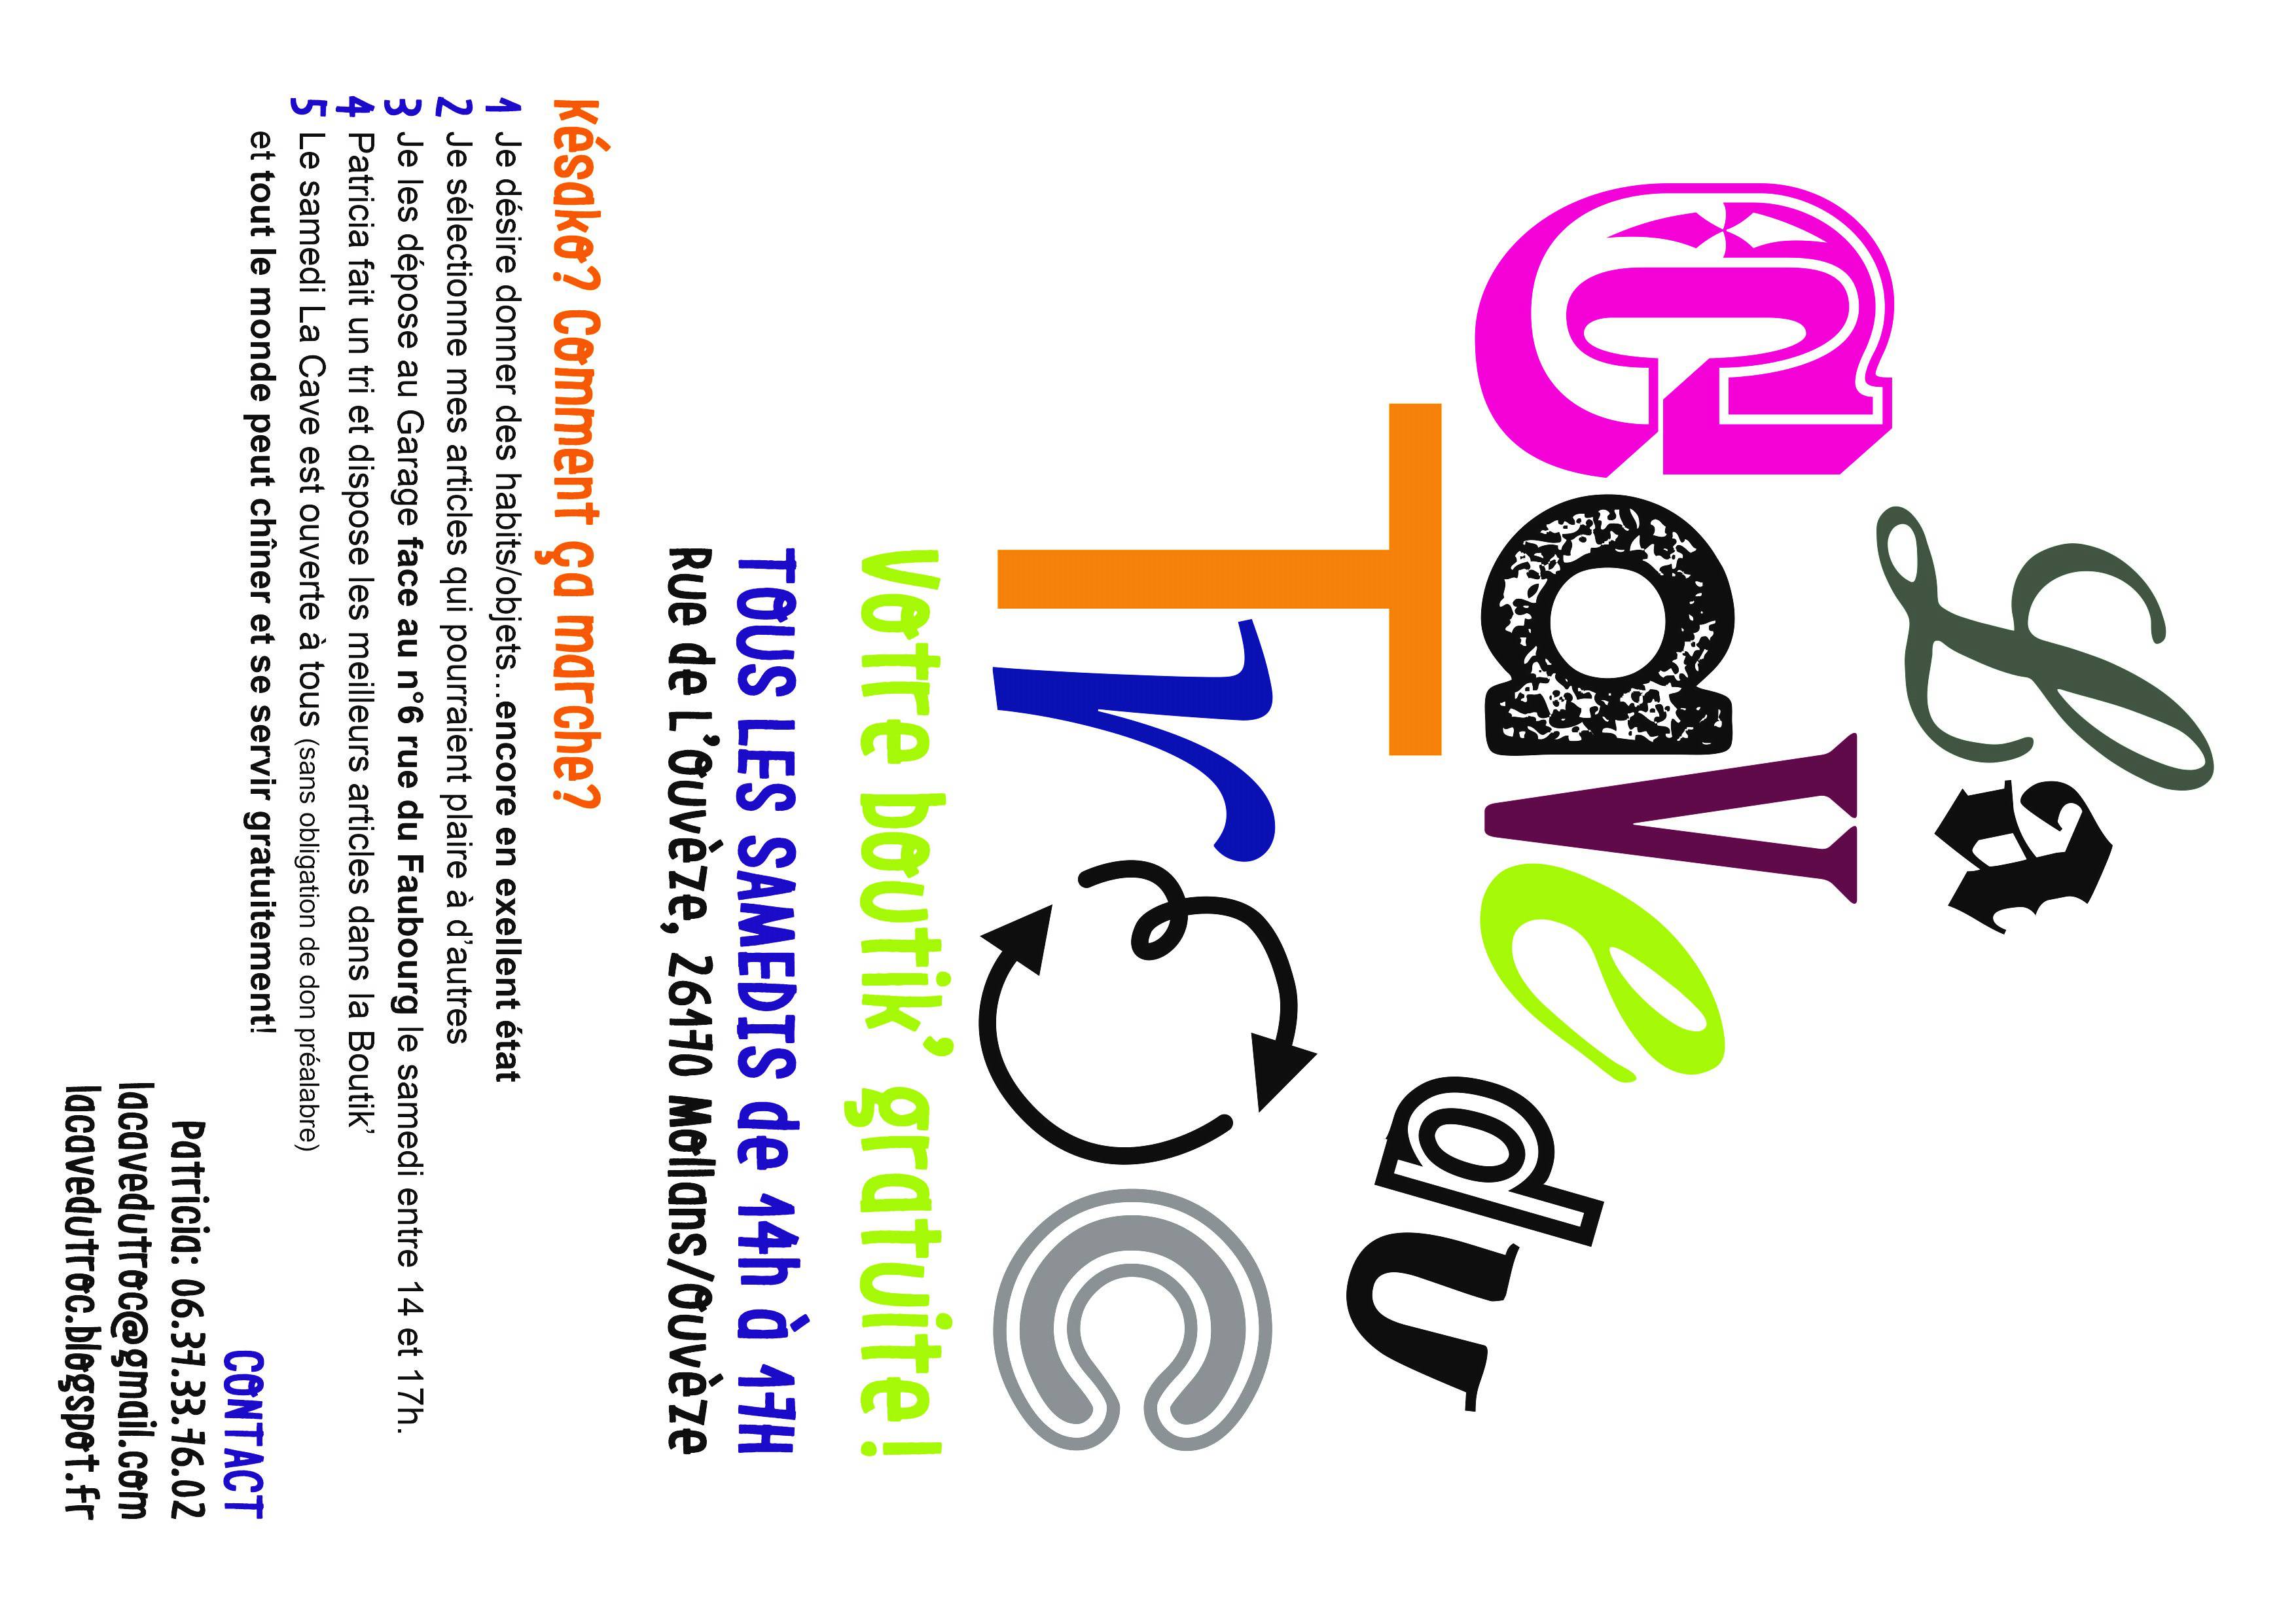 La
Cave
du
Troc
Votre boutik' gratuite!
TOUS LES SAMEDIS de 14h à 17H
Rue de L'Ouvèze, 26170 Mollans/Ouvèze
Késako? Comment ça marche?
1 Je désire donner des habits/objets...encore en exellent état
2 Je sélectionne mes articles qui pourraient plaire à d'autres
3 Je les dépose au Garage face au n°6 rue du Faubourg le samedi entre 14 et 17h.
4 Patricia fait un tri et dispose les meilleurs articles dans la Boutik'
5 Le samedi La Cave est ouverte à tous (sans obligation de don préalabre)
et tout le monde peut chîner et se servir gratuitement!
CONTACT
Patricia: 06.37.33.76.02
lacavedutroc@gmail.com
lacavedutroc.blogspot.fr